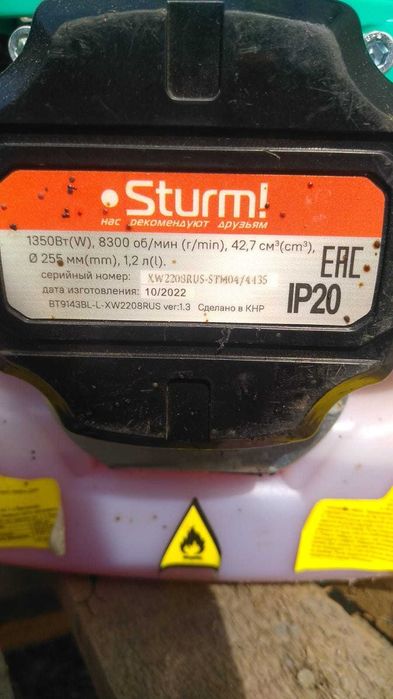 Sturm!
нас рекомендуют друзьям
1350Вт(W), 8300 об/мин (r/min), 42,7 см³(cm³),
Ø 255 мм(mm), 1,2 л(l).
серийный номер: XW2208RUS-STM04/4435
дата изготовления: 10/2022
BT9143BL-L-XW2208RUS ver:1.3 Сделано в КНР
EAC
IP20